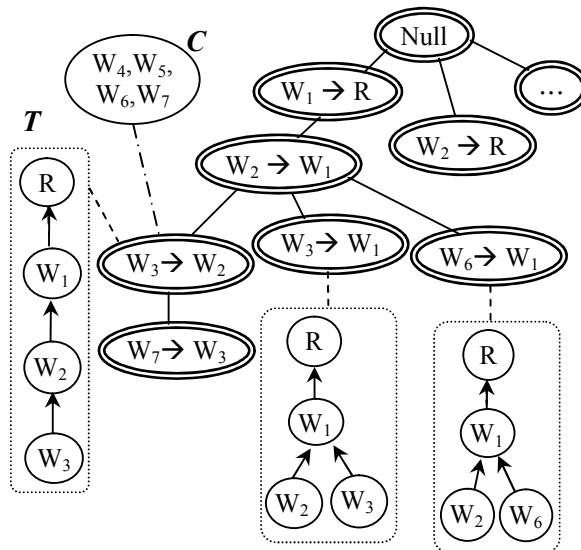 C
W₄,W₅,
W₆,W₇
Null
W₁ → R
...
W₂ → R
W₂ → W₁
T
R
W₁
W₂
W₃
W₃ → W₂
W₃ → W₁
W₆ → W₁
W₇ → W₃
R
W₁
W₂
W₃
R
W₁
W₂
W₆